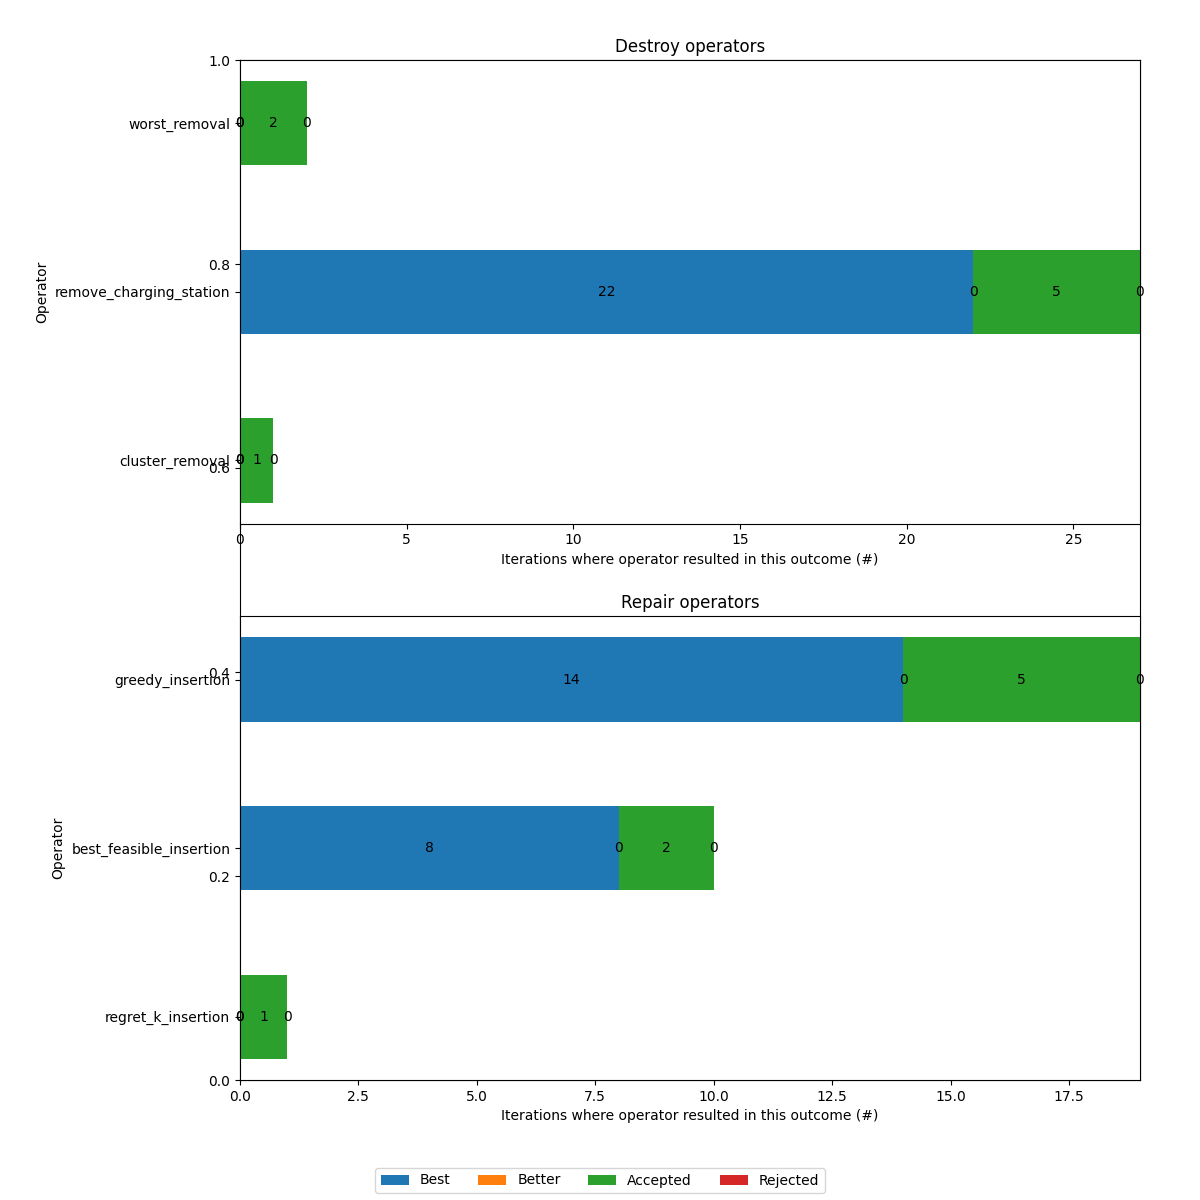 Destroy operators
1.0
worst_removal
0
0
2
0
0.8
remove_charging_station
22
0
5
0
Operator
cluster_removal
0
0
1
0
0.6
0
5
10
15
20
25
Iterations where operator resulted in this outcome (#)
Repair operators
0.4
greedy_insertion
14
0
5
0
best_feasible_insertion
8
0
2
0
Operator
0.2
regret_k_insertion
0
0
1
0
0.0
0.0
2.5
5.0
7.5
10.0
12.5
15.0
17.5
Iterations where operator resulted in this outcome (#)
Best
Better
Accepted
Rejected